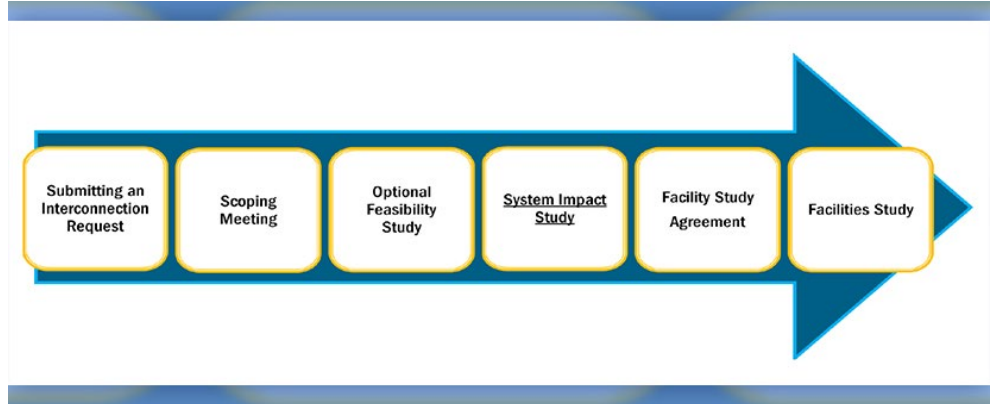 Submitting an
Interconnection
Request
Scoping
Meeting
Optional
Feasibility
Study
System Impact
Study
Facility Study
Agreement
Facilities Study